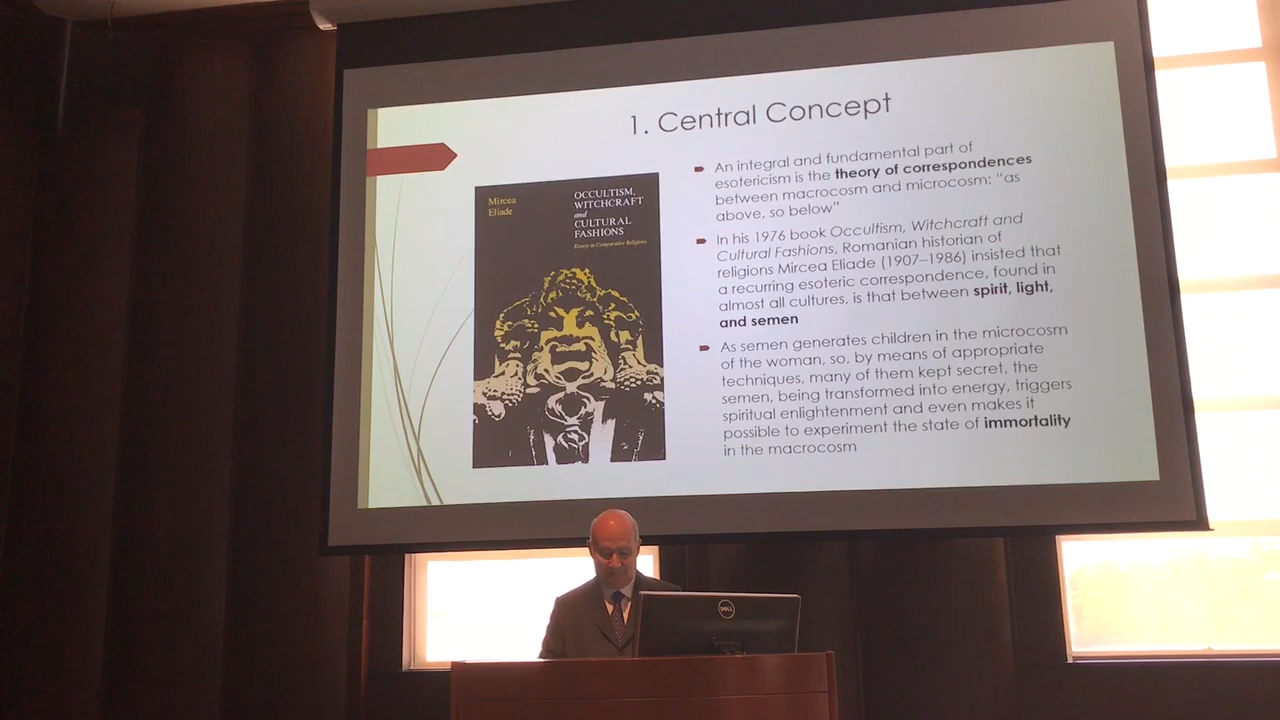 1. Central Concept
Mircea
Eliade
OCCULTISM,
WITCHCRAFT
and
CULTURAL
FASHIONS
Essays in Comparative Religions
An integral and fundamental part of
esotericism is the theory of correspondences
between macrocosm and microcosm: “as
above, so below”
In his 1976 book Occultism, Witchcraft and
Cultural Fashions, Romanian historian of
religions Mircea Eliade (1907–1986) insisted that
a recurring esoteric correspondence, found in
almost all cultures, is that between spirit, light,
and semen
As semen generates children in the microcosm
of the woman, so, by means of appropriate
techniques, many of them kept secret, the
semen, being transformed into energy, triggers
spiritual enlightenment and even makes it
possible to experiment the state of immortality
in the macrocosm
DELL